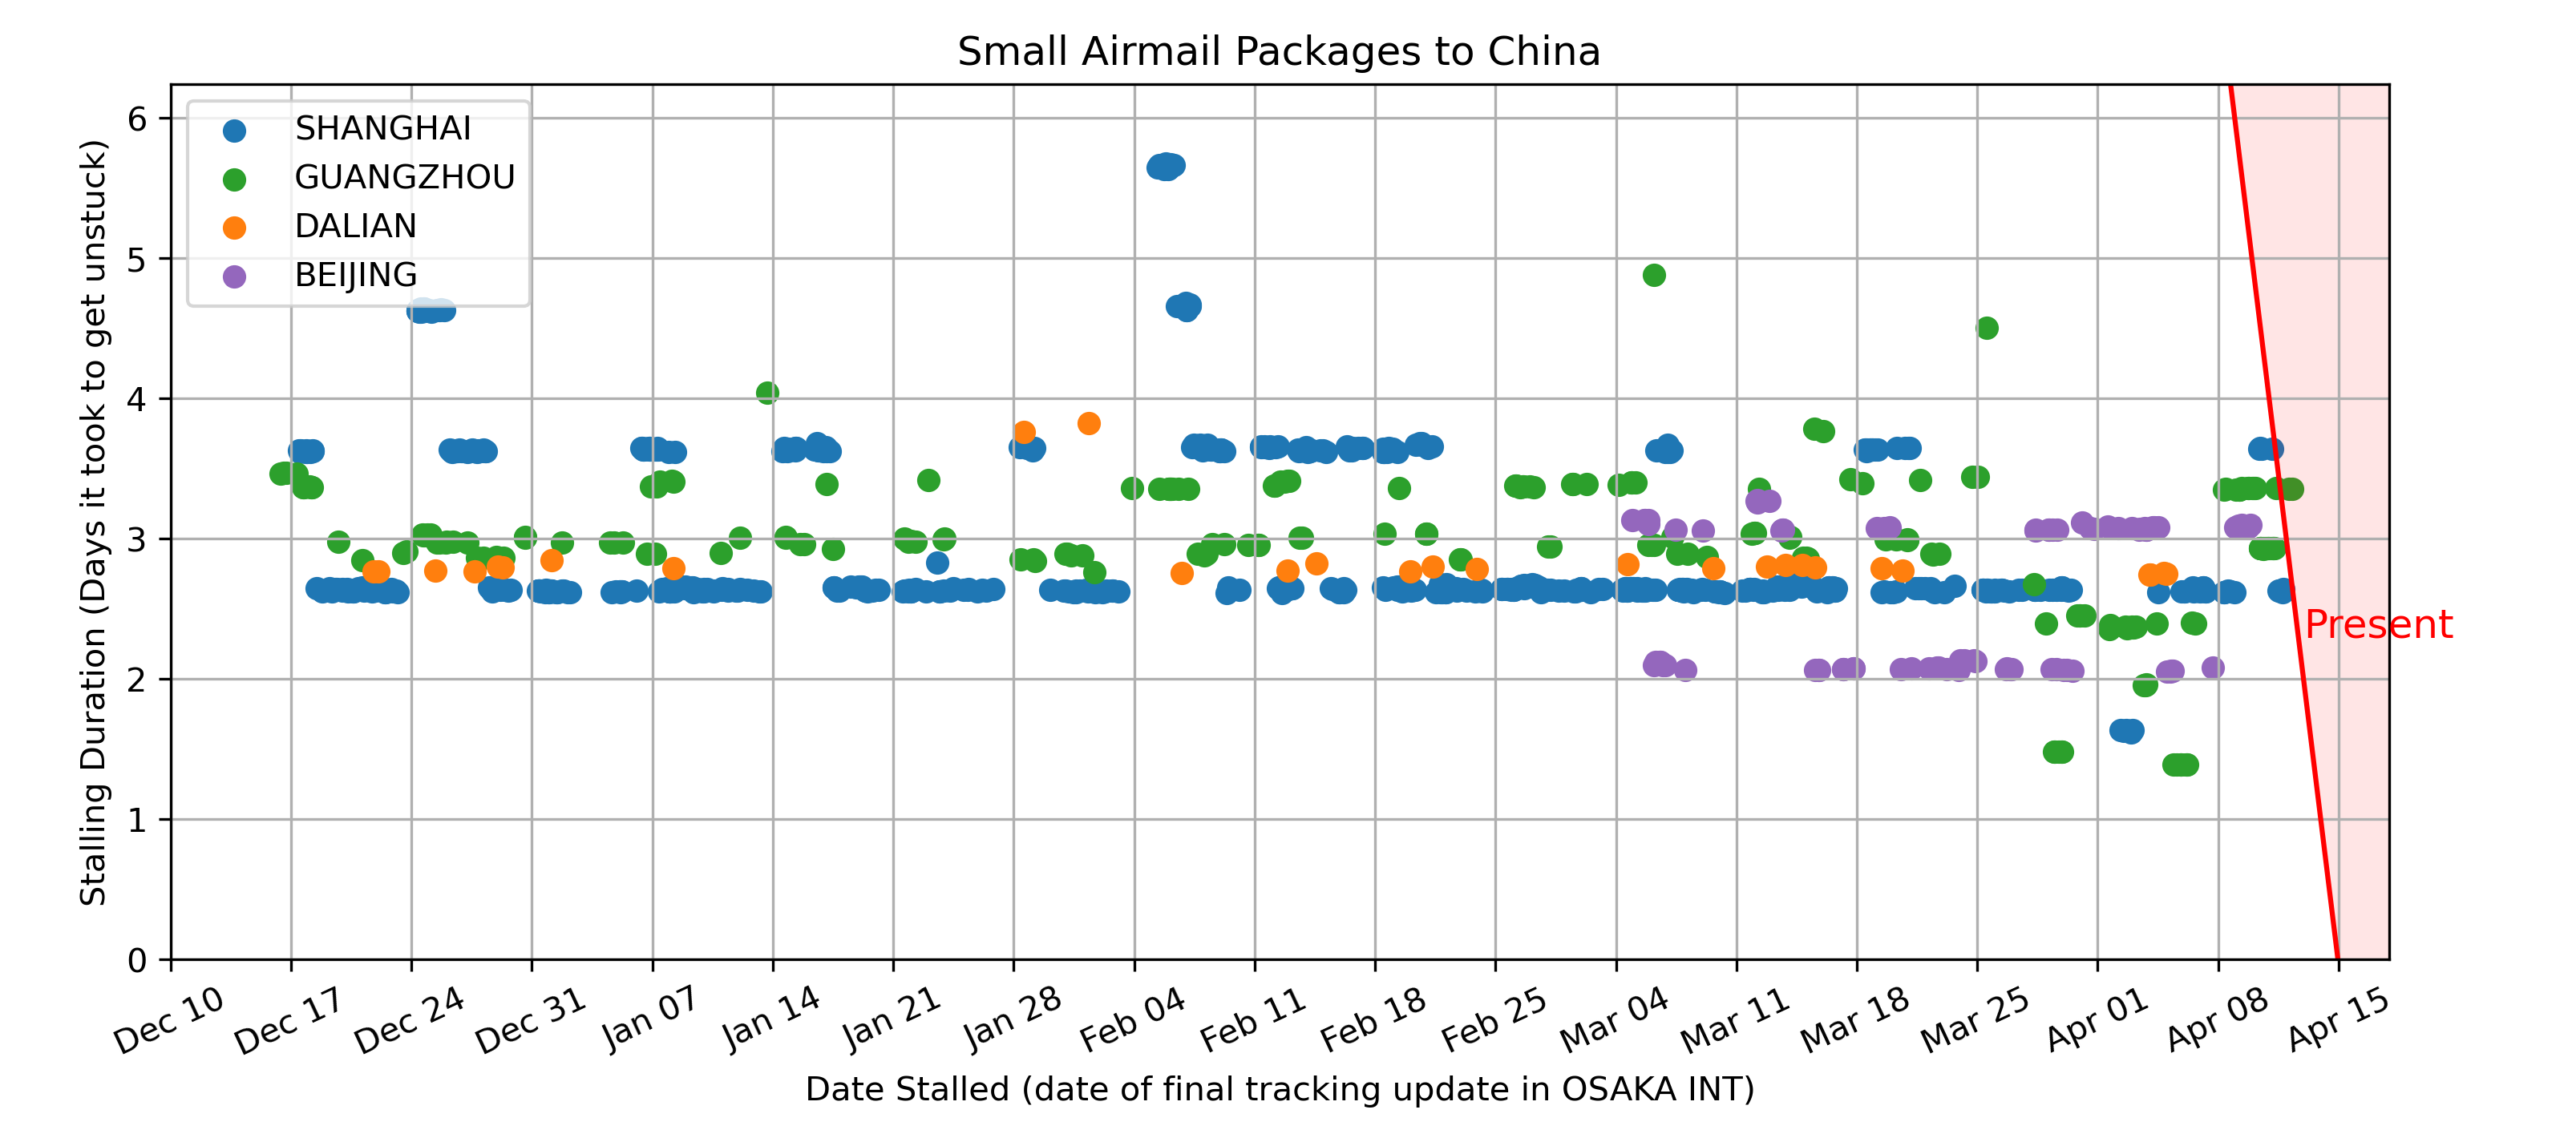 Small Airmail Packages to China
Stalling Duration (Days it took to get unstuck)
6
5
4
3
2
1
0
SHANGHAI
GUANGZHOU
DALIAN
BEIJING
Present
Dec 10
Dec 17
Dec 24
Dec 31
Jan 07
Jan 14
Jan 21
Jan 28
Feb 04
Feb 11
Feb 18
Feb 25
Mar 04
Mar 11
Mar 18
Mar 25
Apr 01
Apr 08
Apr 15
Date Stalled (date of final tracking update in OSAKA INT)